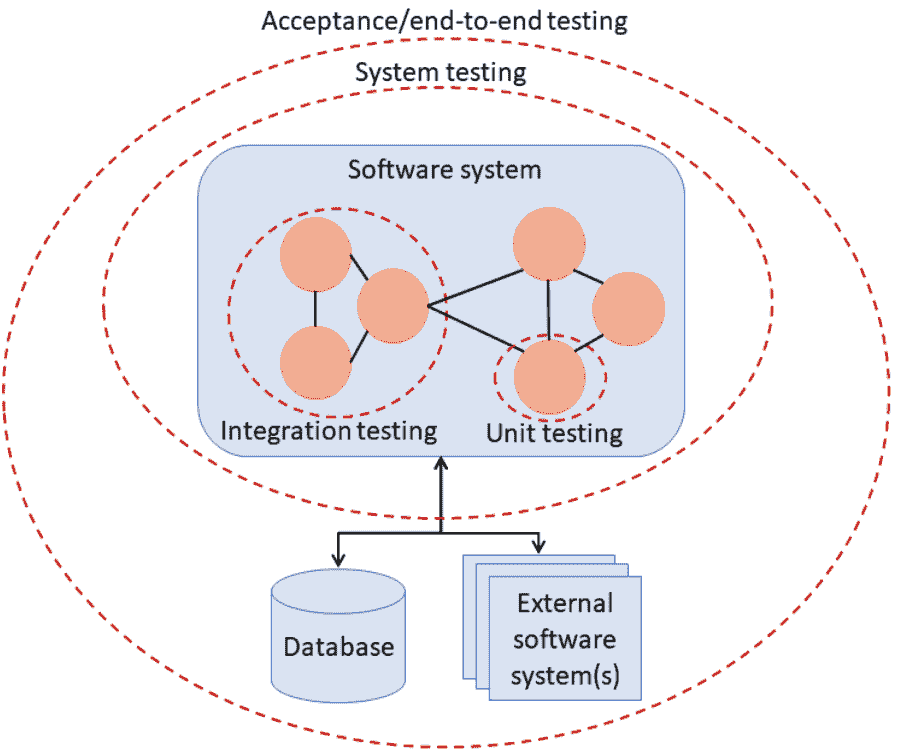 Acceptance/end-to-end testing
System testing
Software system
Integration testing
Unit testing
Database
External
software
system(s)